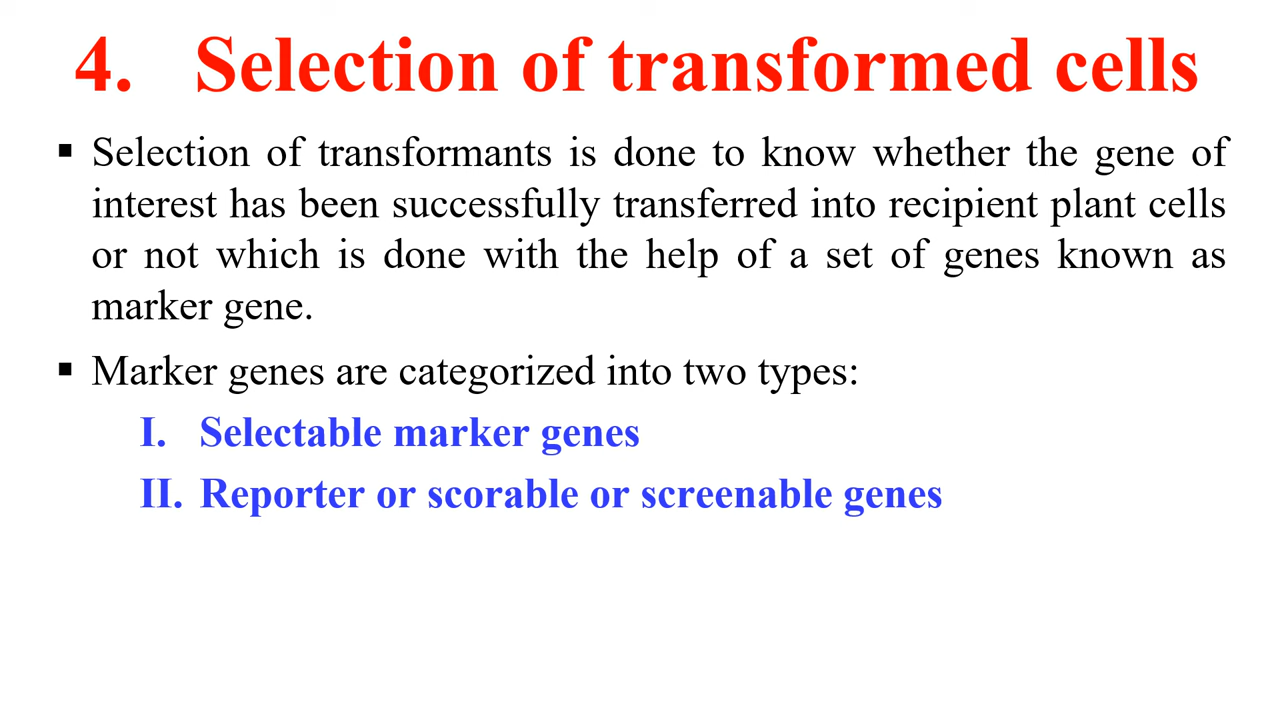 4. Selection of transformed cells
▪ Selection of transformants is done to know whether the gene of
interest has been successfully transferred into recipient plant cells
or not which is done with the help of a set of genes known as
marker gene.
▪ Marker genes are categorized into two types:
I. Selectable marker genes
II. Reporter or scorable or screenable genes